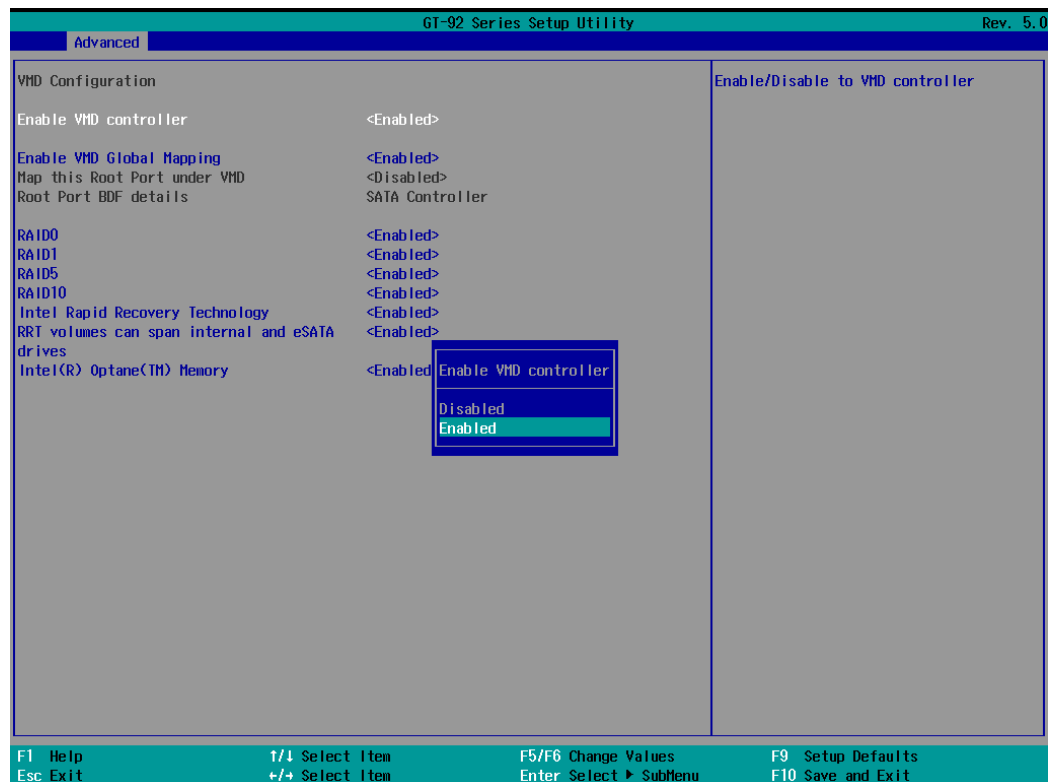 GT-92 Series Setup Utility Rev. 5.0
Advanced
VMD Configuration
Enable/Disable to VMD controller
Enable VMD controller <Enabled>
Enable VMD Global Mapping <Enabled>
Map this Root Port under VMD <Disabled>
Root Port BDF details SATA Controller
RAID0 <Enabled>
RAID1 <Enabled>
RAID5 <Enabled>
RAID10 <Enabled>
Intel Rapid Recovery Technology <Enabled>
RRT volumes can span internal and eSATA <Enabled>
drives
Intel(R) Optane(TM) Memory <Enabled
Enable VMD controller
Disabled
Enabled
F1 Help ↑/↓ Select Item F5/F6 Change Values F9 Setup Defaults
Esc Exit ←/→ Select Item Enter Select ▶ SubMenu F10 Save and Exit